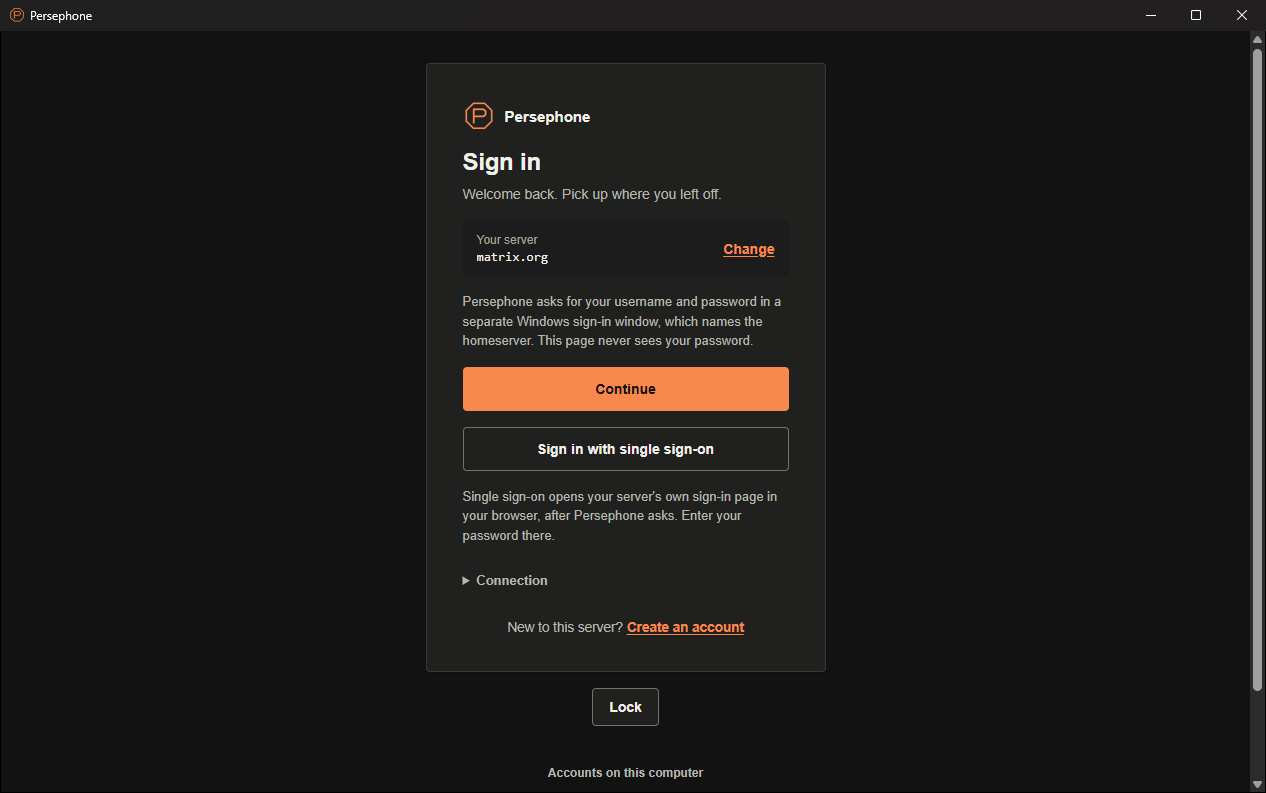 Persephone
Persephone
Sign in
Welcome back. Pick up where you left off.
Your server
matrix.org
Change
Persephone asks for your username and password in a
separate Windows sign-in window, which names the
homeserver. This page never sees your password.
Continue
Sign in with single sign-on
Single sign-on opens your server's own sign-in page in
your browser, after Persephone asks. Enter your
password there.
Connection
New to this server? Create an account
Lock
Accounts on this computer